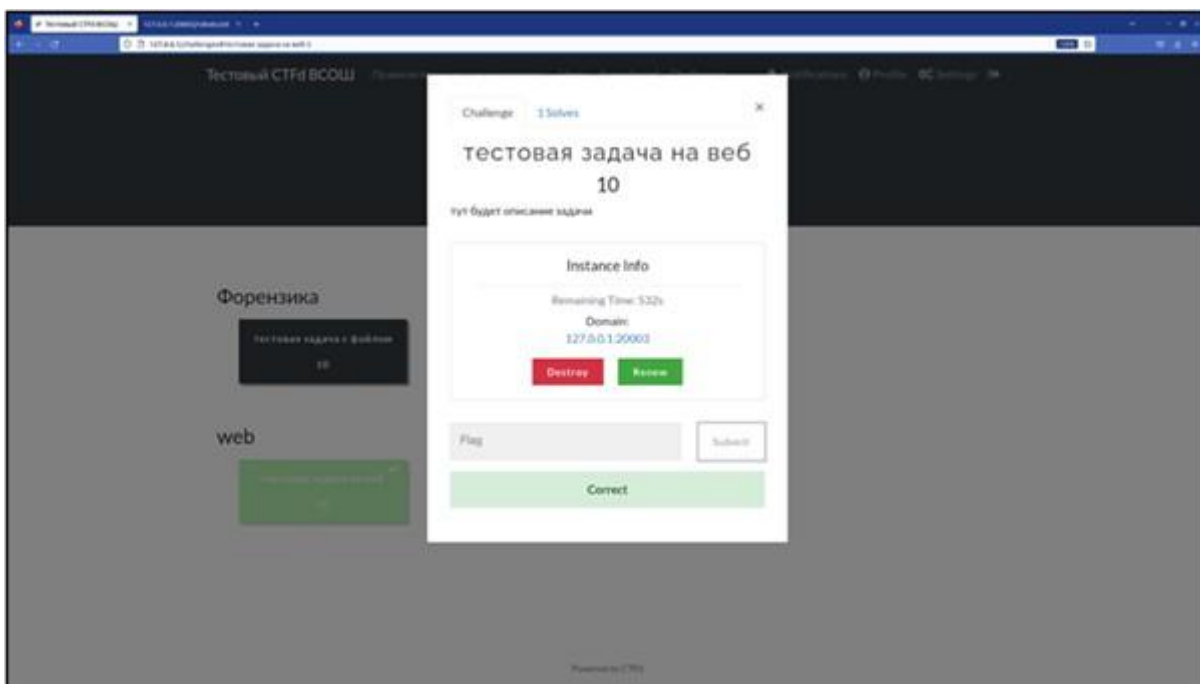 Тестовый CTFd ВСОШ
Profile
Settings
Challenge
1 Solves
×
тестовая задача на веб
10
тут будет описание задачи
Instance Info
Remaining Time: 532s
Domain:
127.0.0.1:20003
Destroy
Renew
Flag
Submit
Correct
Форензика
тестовая задача с файлом
10
web
Powered by CTFd